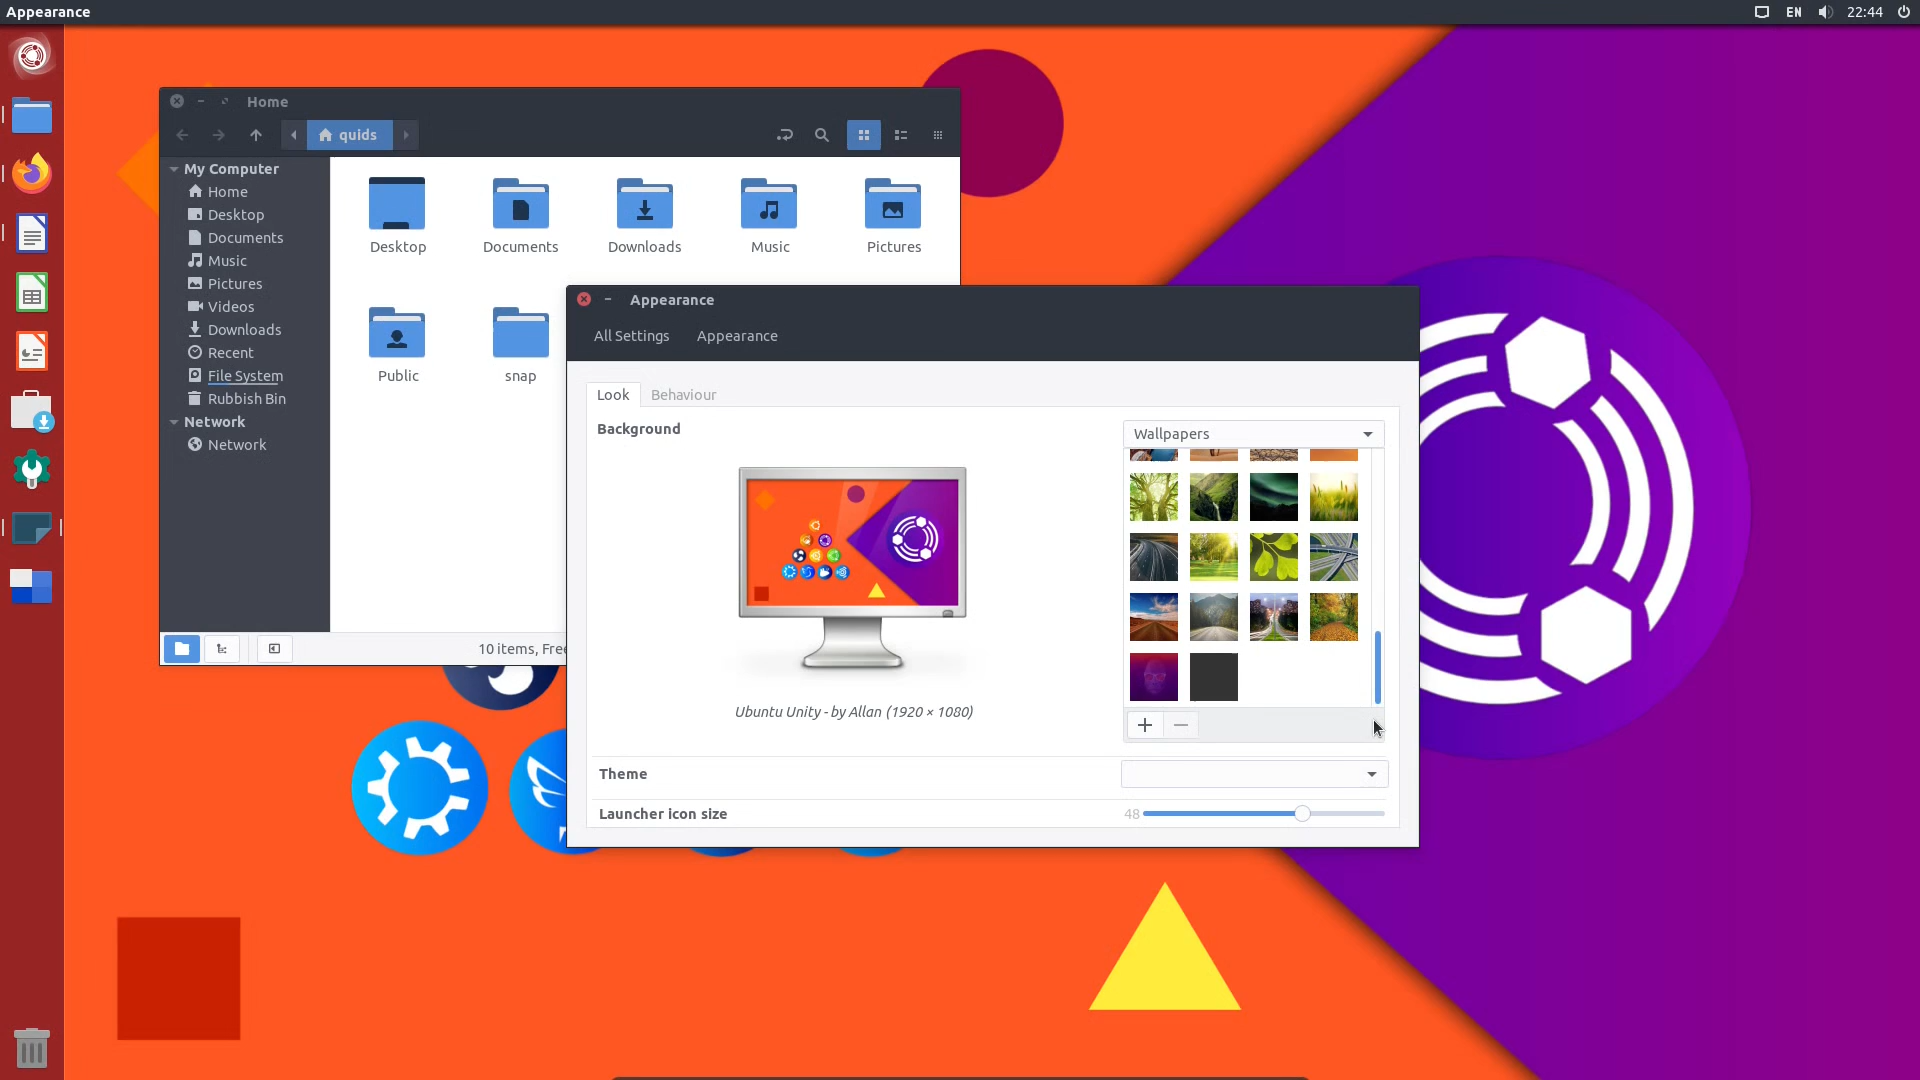 Appearance
EN
22:44
Home
quids
My Computer
Home
Desktop
Documents
Music
Pictures
Videos
Downloads
Recent
File System
Rubbish Bin
Network
Network
Desktop
Documents
Downloads
Music
Pictures
Public
snap
10 items, Free
Appearance
All Settings
Appearance
Look
Behaviour
Background
Wallpapers
Ubuntu Unity - by Allan (1920 × 1080)
Theme
Launcher icon size
48